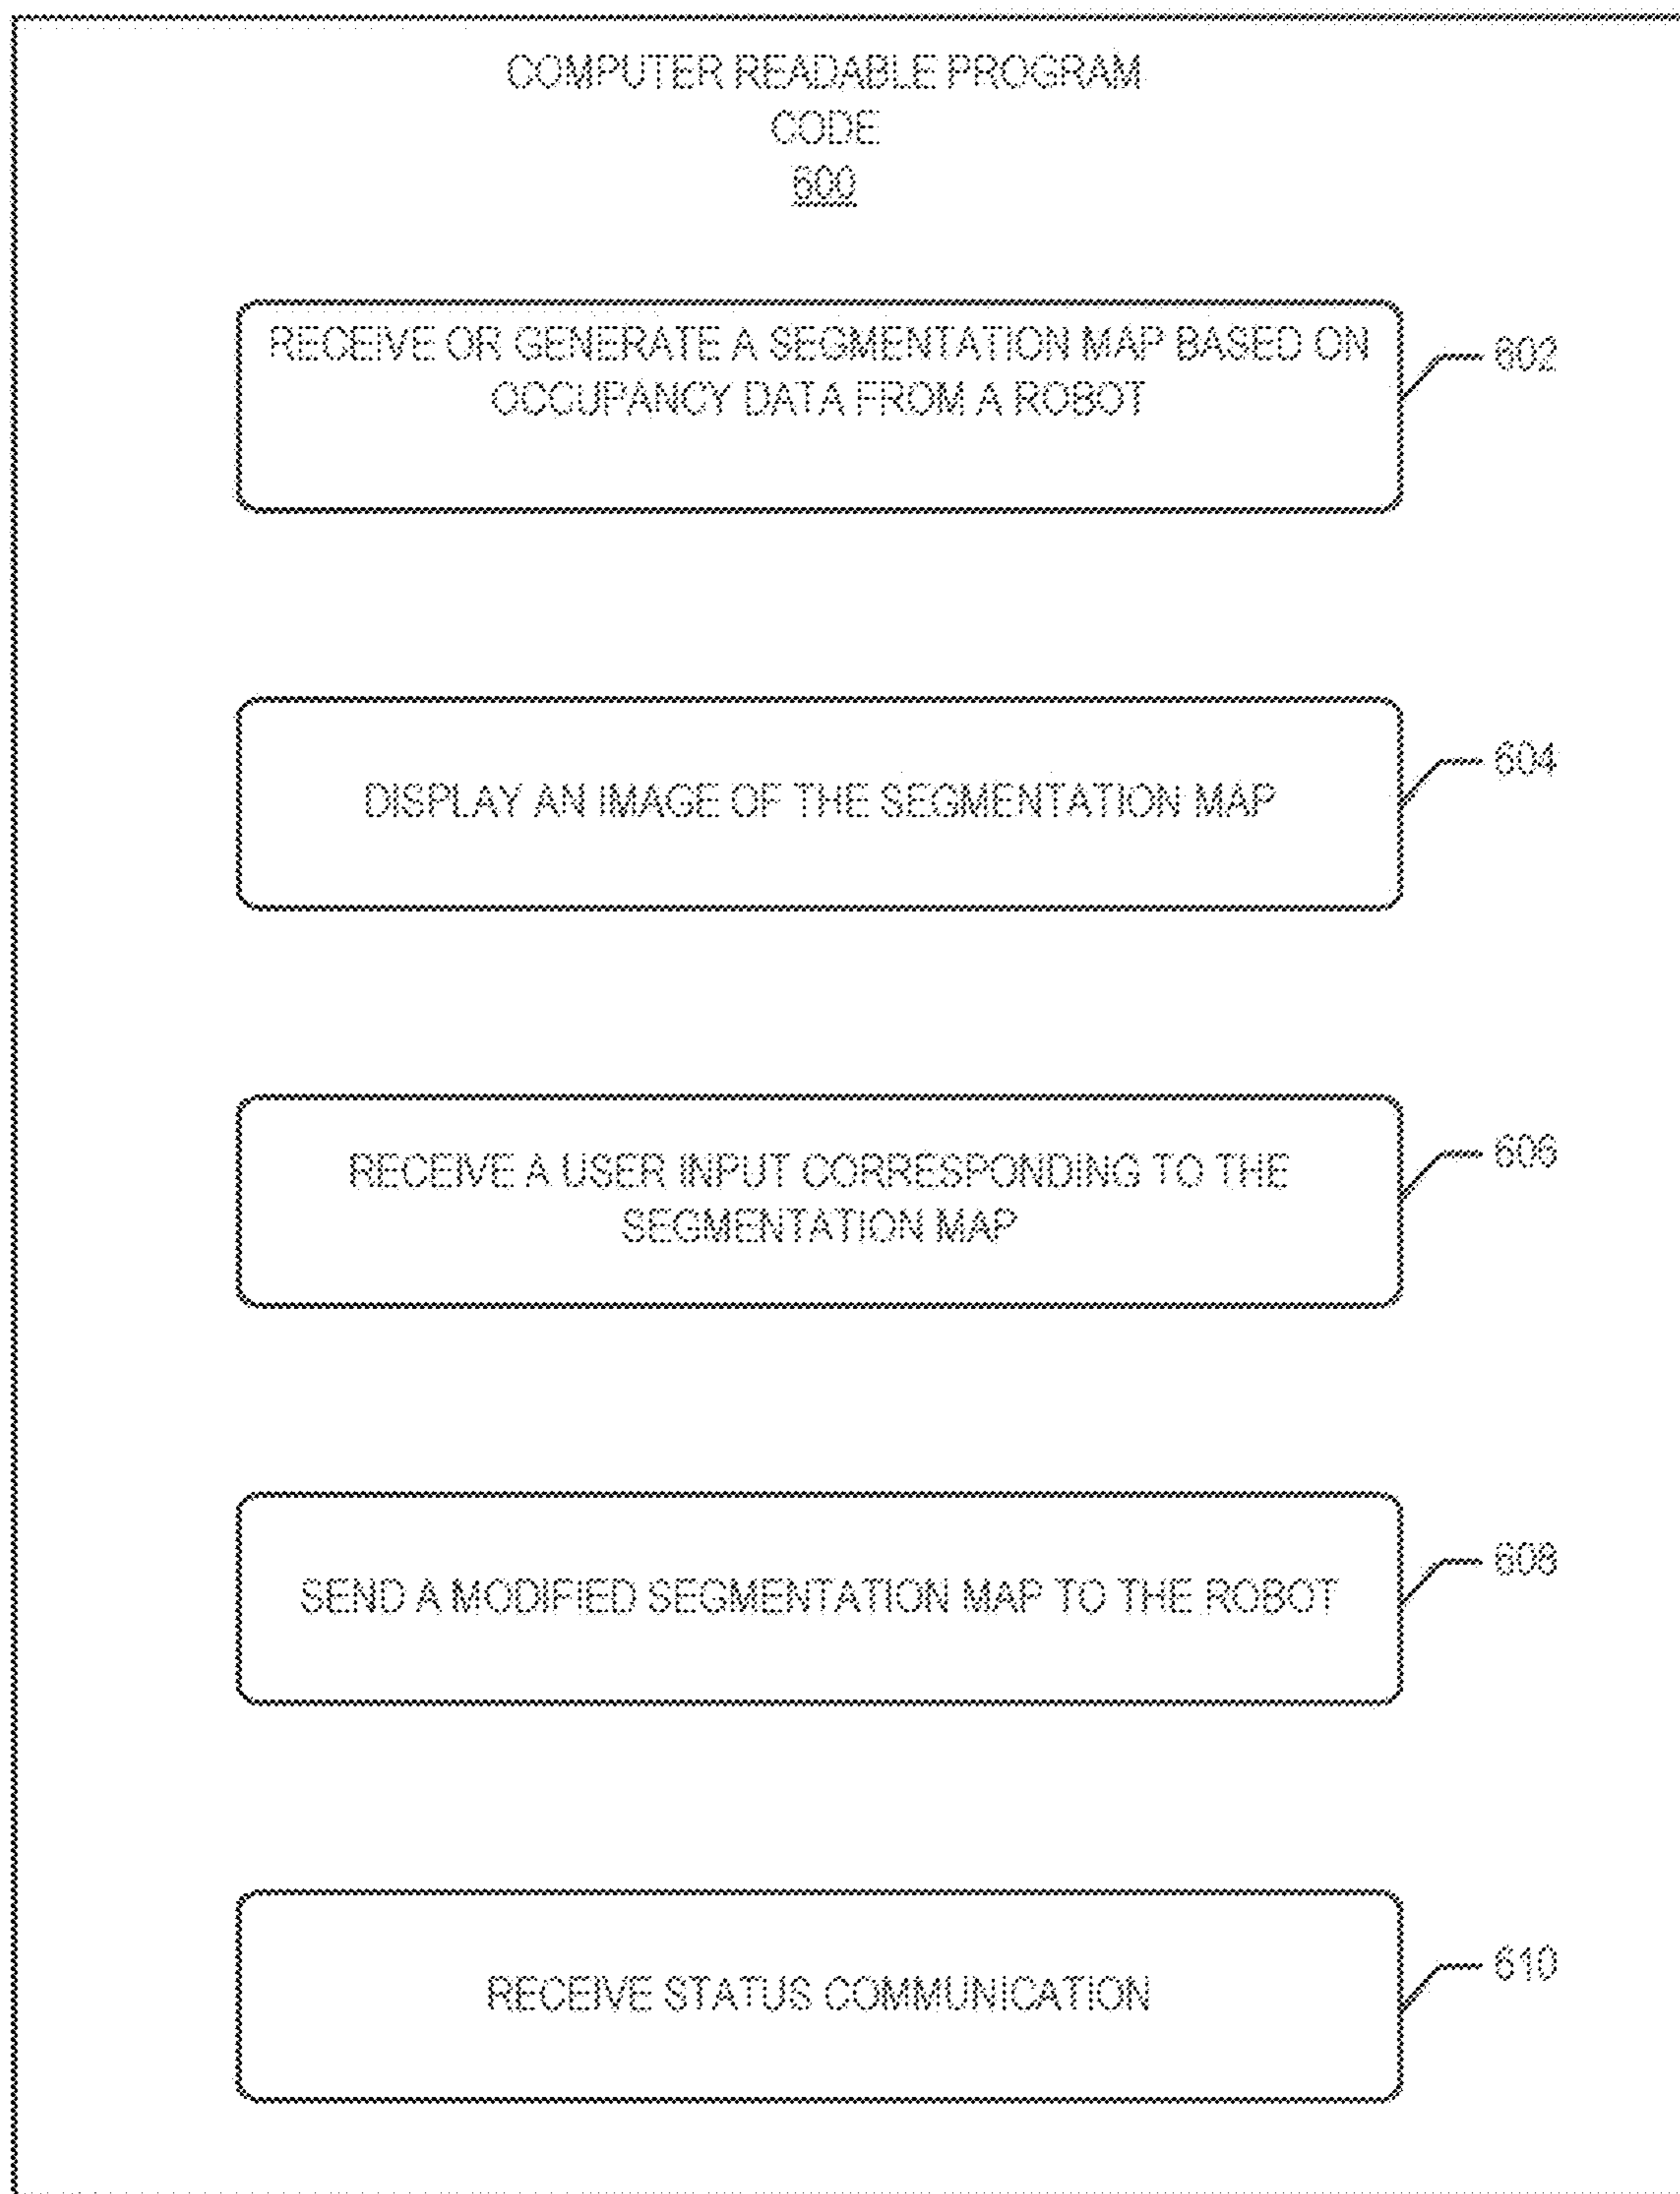 COMPUTER READABLE PROGRAM
CODE
600
RECEIVE OR GENERATE A SEGMENTATION MAP BASED ON
OCCUPANCY DATA FROM A ROBOT
602
DISPLAY AN IMAGE OF THE SEGMENTATION MAP
604
RECEIVE A USER INPUT CORRESPONDING TO THE
SEGMENTATION MAP
606
SEND A MODIFIED SEGMENTATION MAP TO THE ROBOT
608
RECEIVE STATUS COMMUNICATION
610